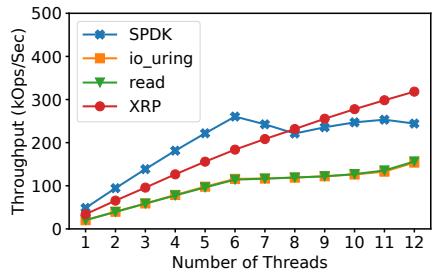 500
400
300
200
100
0
Throughput (kOps/Sec)
SPDK
io_uring
read
XRP
1 2 3 4 5 6 7 8 9 10 11 12
Number of Threads